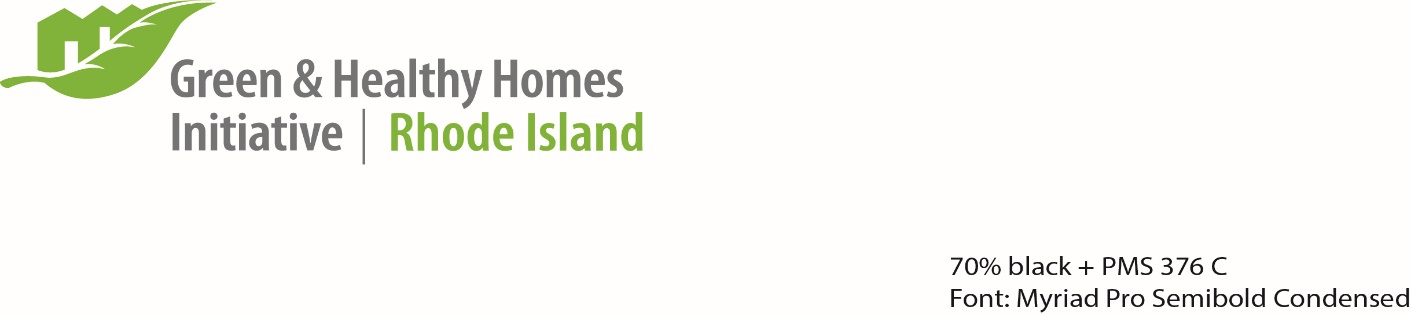 Green & Healthy Homes
Initiative | Rhode Island
70% black + PMS 376 C
Font: Myriad Pro Semibold Condensed